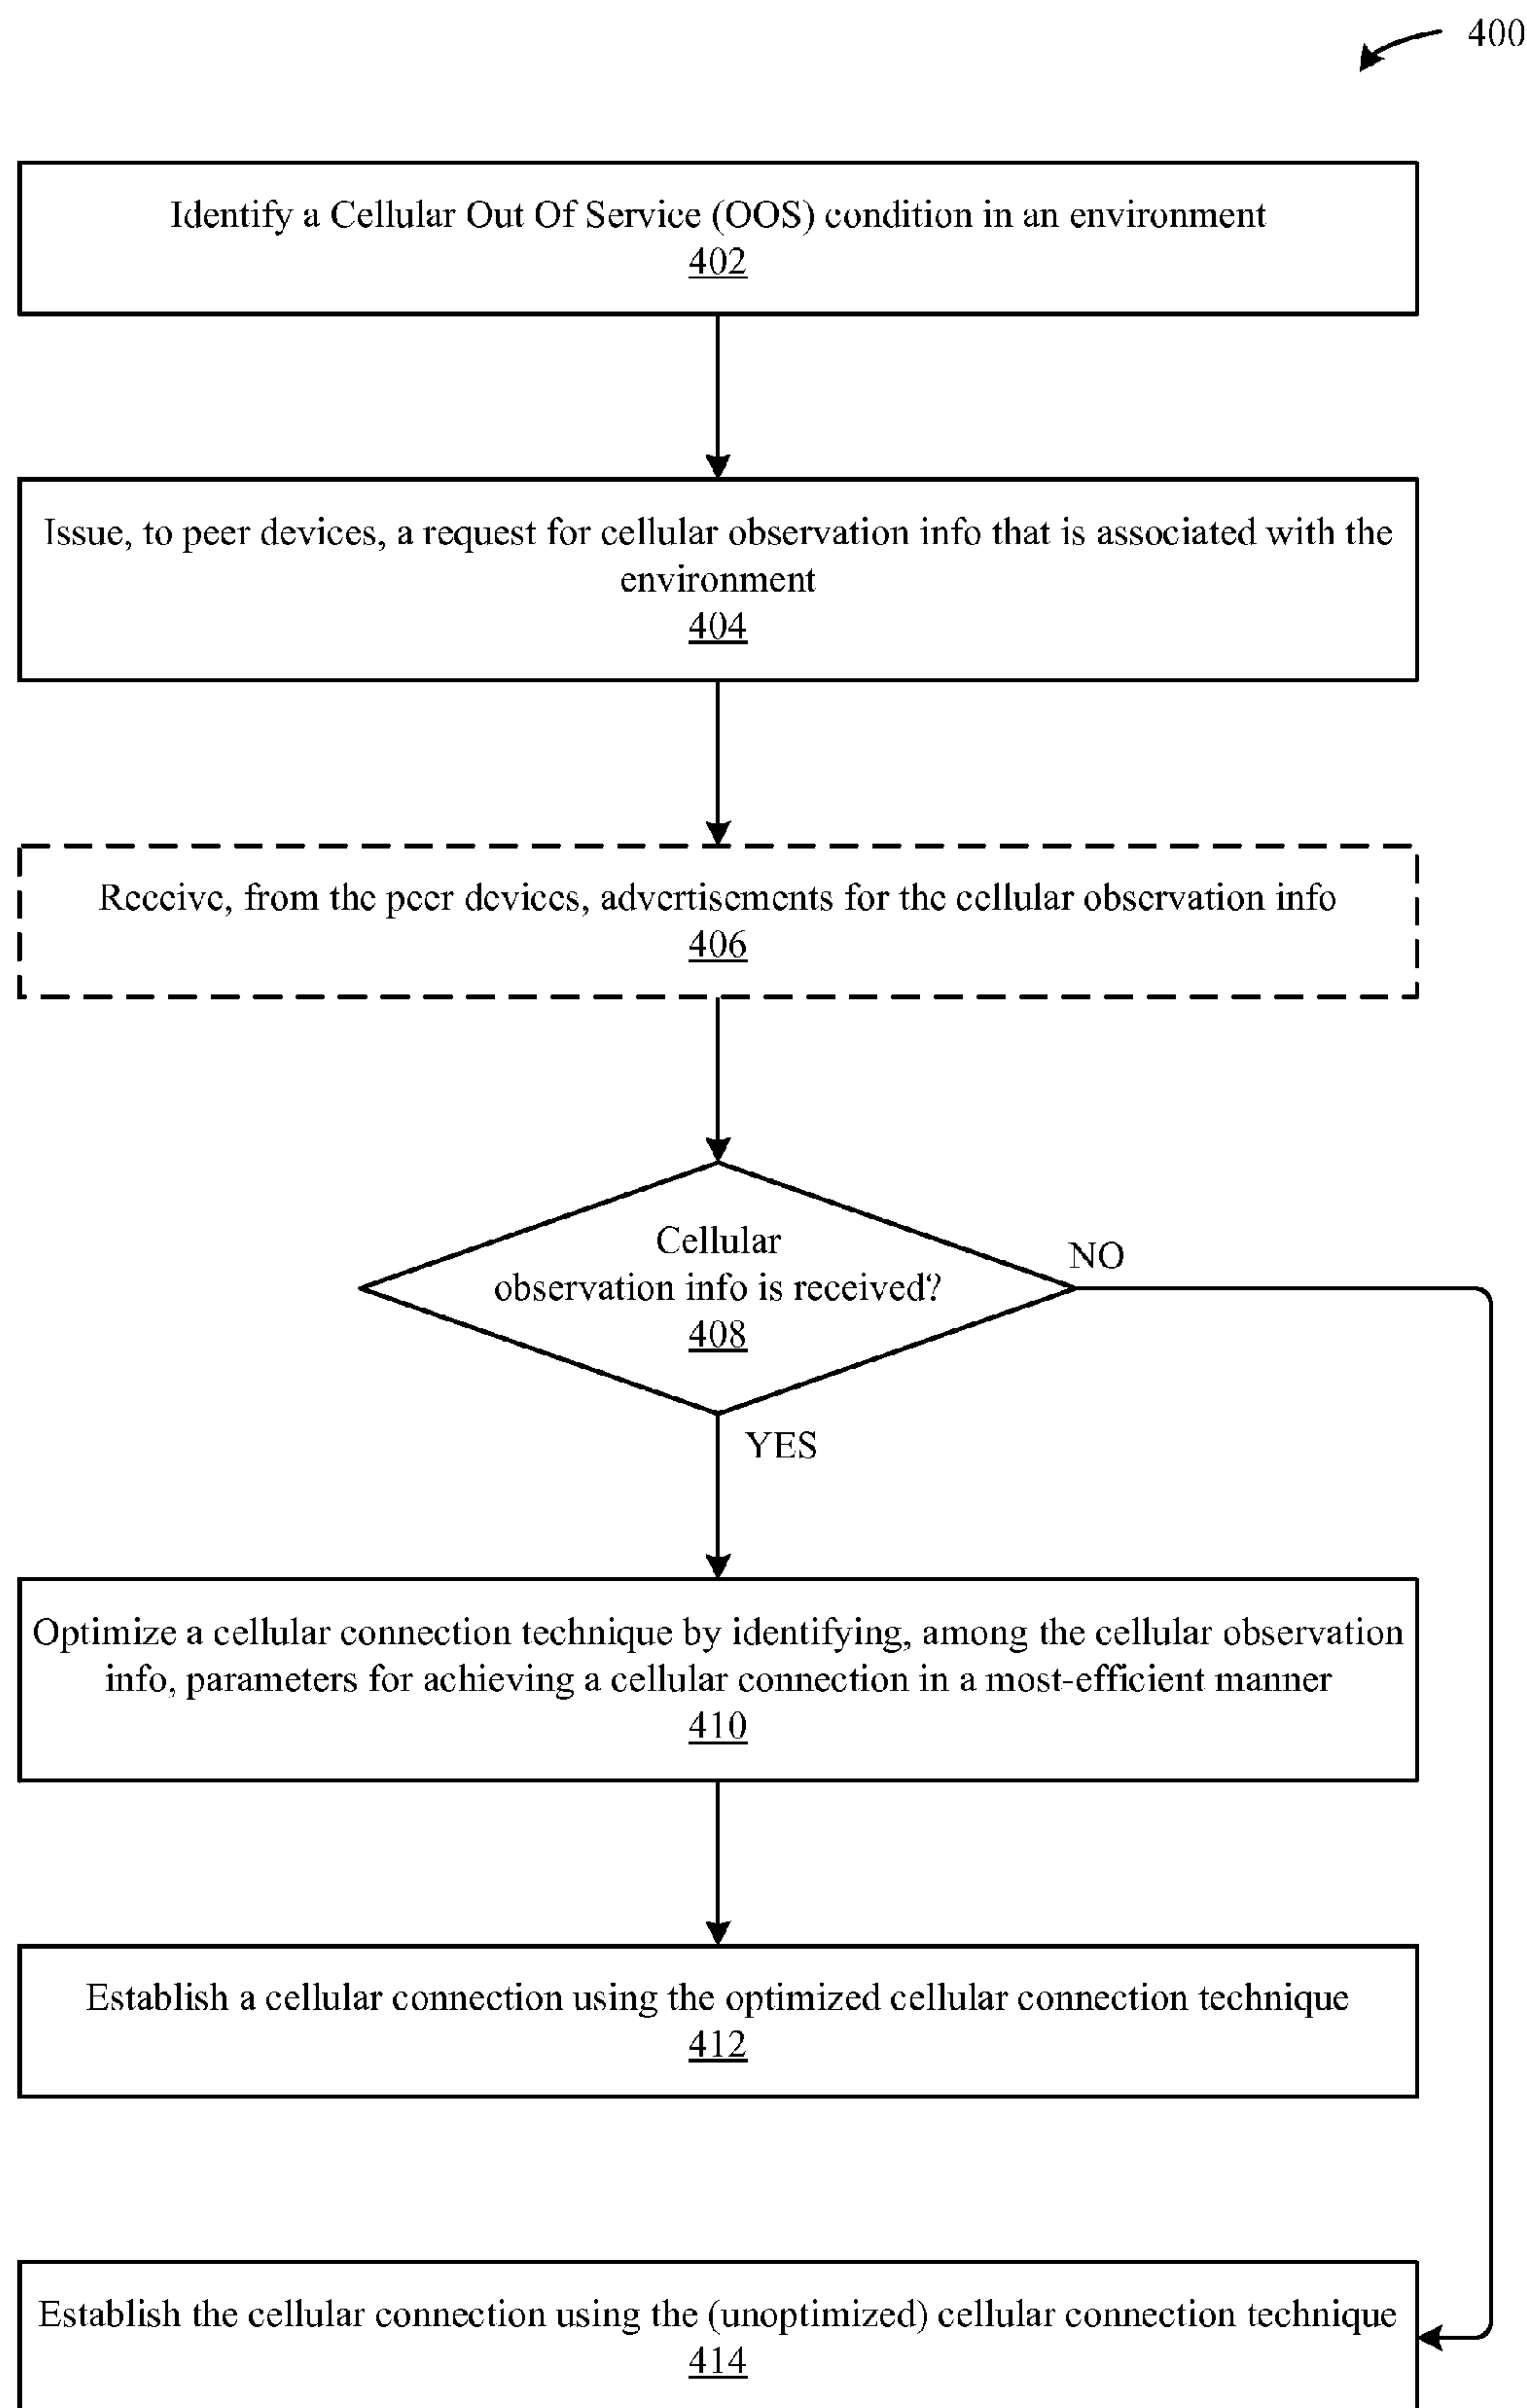 400
Identify a Cellular Out Of Service (OOS) condition in an environment
402
Issue, to peer devices, a request for cellular observation info that is associated with the
environment
404
Receive, from the peer devices, advertisements for the cellular observation info
406
Cellular
observation info is received?
408
NO
YES
Optimize a cellular connection technique by identifying, among the cellular observation
info, parameters for achieving a cellular connection in a most-efficient manner
410
Establish a cellular connection using the optimized cellular connection technique
412
Establish the cellular connection using the (unoptimized) cellular connection technique
414